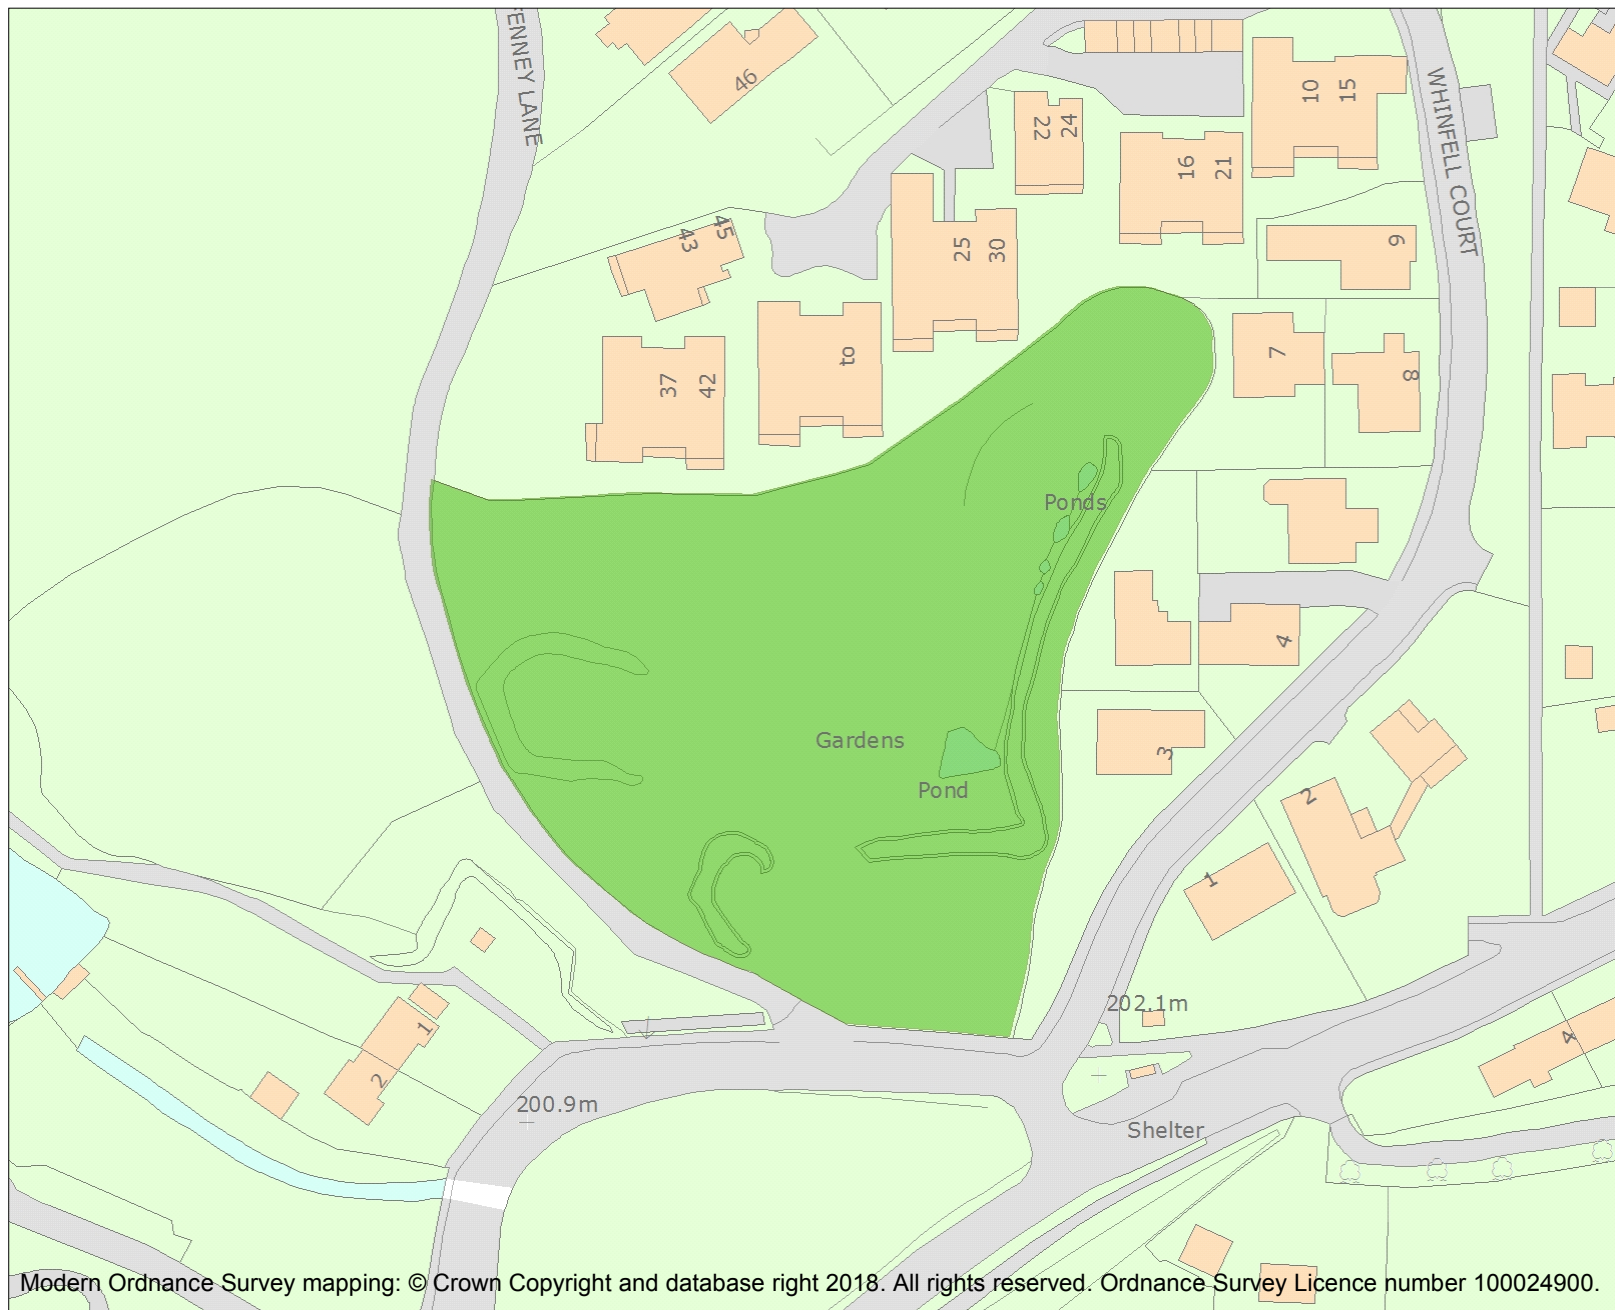 FENNEY LANE
46
22
24
10
15
WHINFELL COURT
16
21
43
45
25
30
9
37
42
to
7
8
Ponds
4
Gardens
3
Pond
2
1
202.1m
1
4
2
200.9m
Shelter
Modern Ordnance Survey mapping: © Crown Copyright and database right 2018. All rights reserved. Ordnance Survey Licence number 100024900.